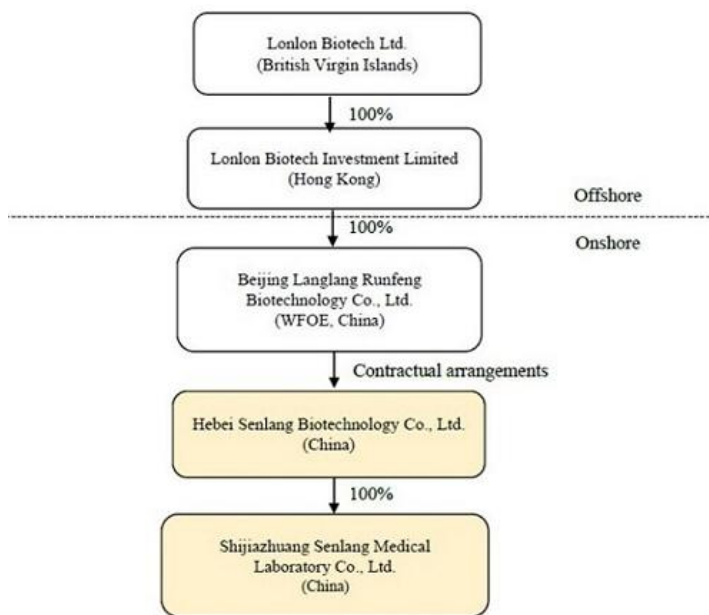 Lonlon Biotech Ltd.
(British Virgin Islands)
100%
Lonlon Biotech Investment Limited
(Hong Kong)
Offshore
100%
Onshore
Beijing Langlang Runfeng
Biotechnology Co., Ltd.
(WFOE, China)
Contractual arrangements
Hebei Senlang Biotechnology Co., Ltd.
(China)
100%
Shijiazhuang Senlang Medical
Laboratory Co., Ltd.
(China)